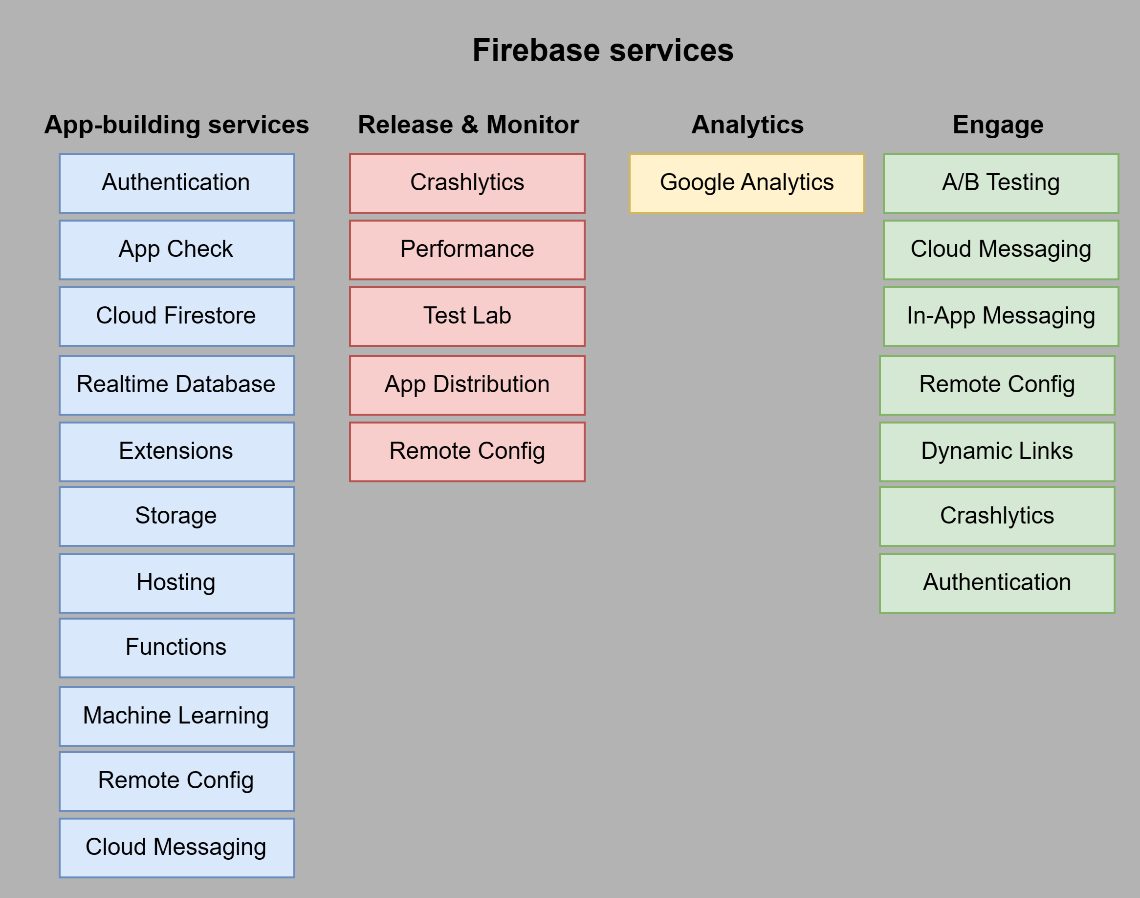 Firebase services
App-building services
Authentication
App Check
Cloud Firestore
Realtime Database
Extensions
Storage
Hosting
Functions
Machine Learning
Remote Config
Cloud Messaging
Release & Monitor
Crashlytics
Performance
Test Lab
App Distribution
Remote Config
Analytics
Google Analytics
Engage
A/B Testing
Cloud Messaging
In-App Messaging
Remote Config
Dynamic Links
Crashlytics
Authentication